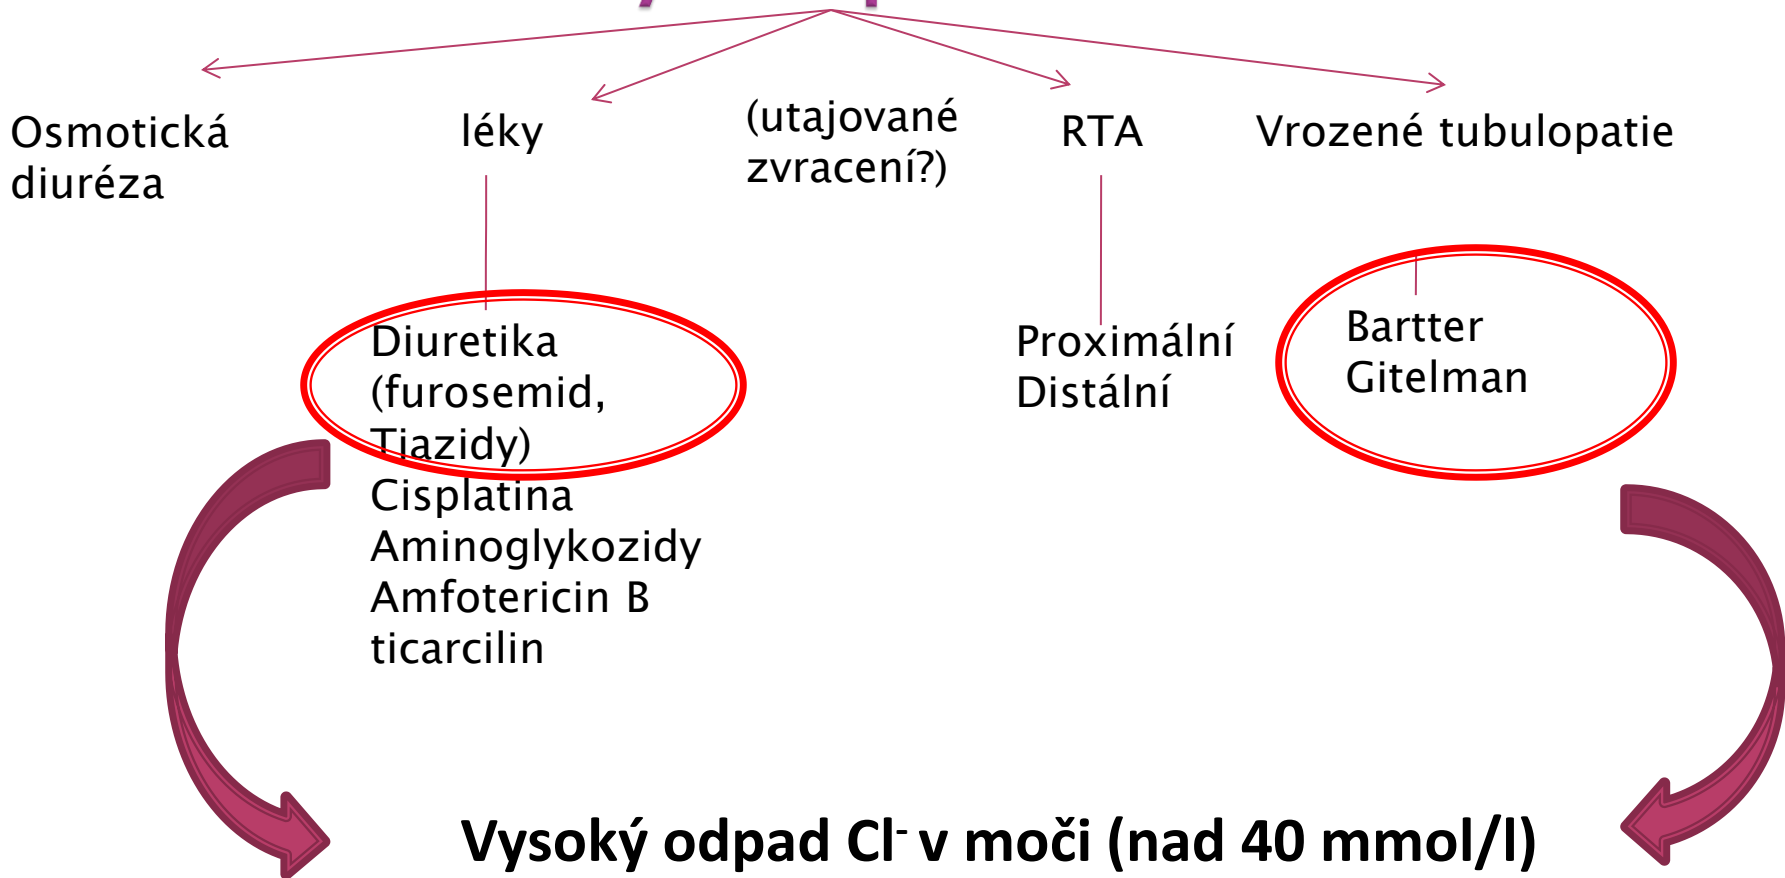 Osmotická
diuréza
léky
(utajované
zvracení?)
RTA
Vrozené tubulopatie
Diuretika
(furosemid,
Tiazidy)
Cisplatina
Aminoglykozidy
Amfotericin B
ticarcilin
Proximální
Distální
Bartter
Gitelman
Vysoký odpad Cl⁻ v moči (nad 40 mmol/l)